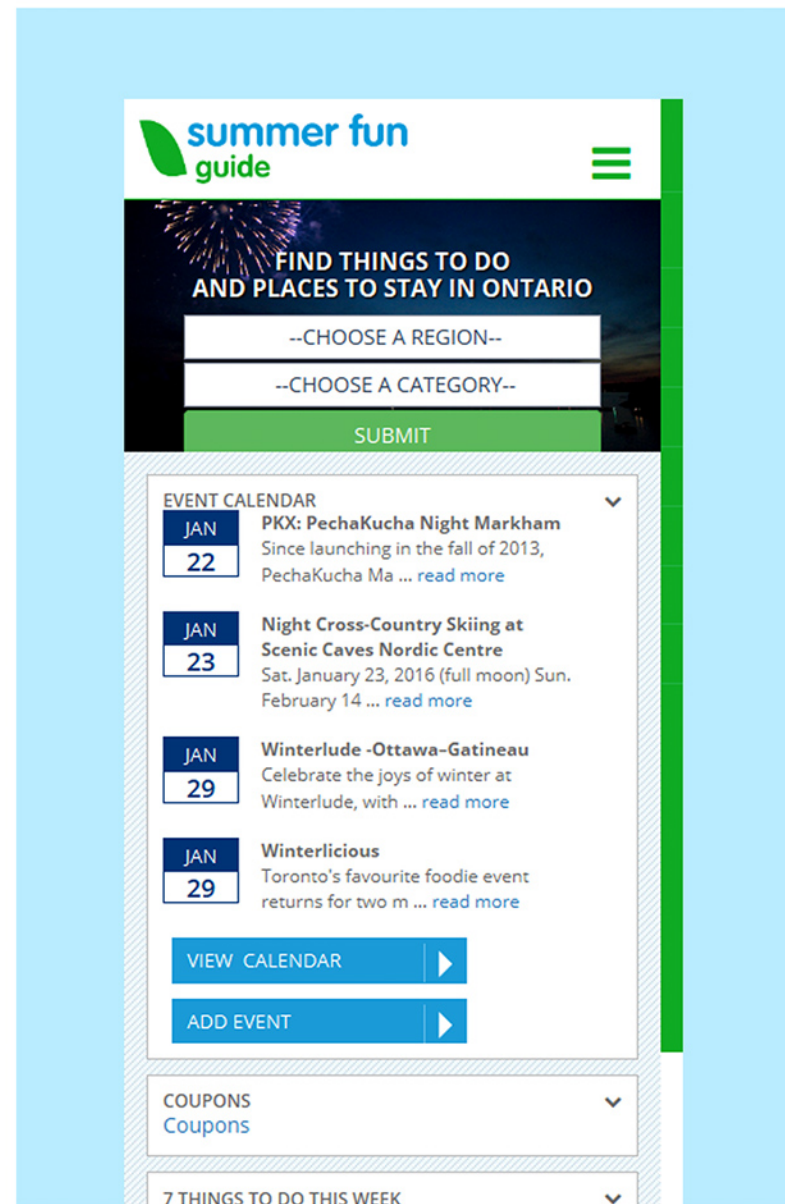 summer fun
guide
FIND THINGS TO DO
AND PLACES TO STAY IN ONTARIO
--CHOOSE A REGION--
--CHOOSE A CATEGORY--
SUBMIT
EVENT CALENDAR
JAN
22
PKX: PechaKucha Night Markham
Since launching in the fall of 2013,
PechaKucha Ma ... read more
JAN
23
Night Cross-Country Skiing at
Scenic Caves Nordic Centre
Sat. January 23, 2016 (full moon) Sun.
February 14 ... read more
JAN
29
Winterlude -Ottawa–Gatineau
Celebrate the joys of winter at
Winterlude, with ... read more
JAN
29
Winterlicious
Toronto's favourite foodie event
returns for two m ... read more
VIEW CALENDAR
ADD EVENT
COUPONS
Coupons
7 THINGS TO DO THIS WEEK